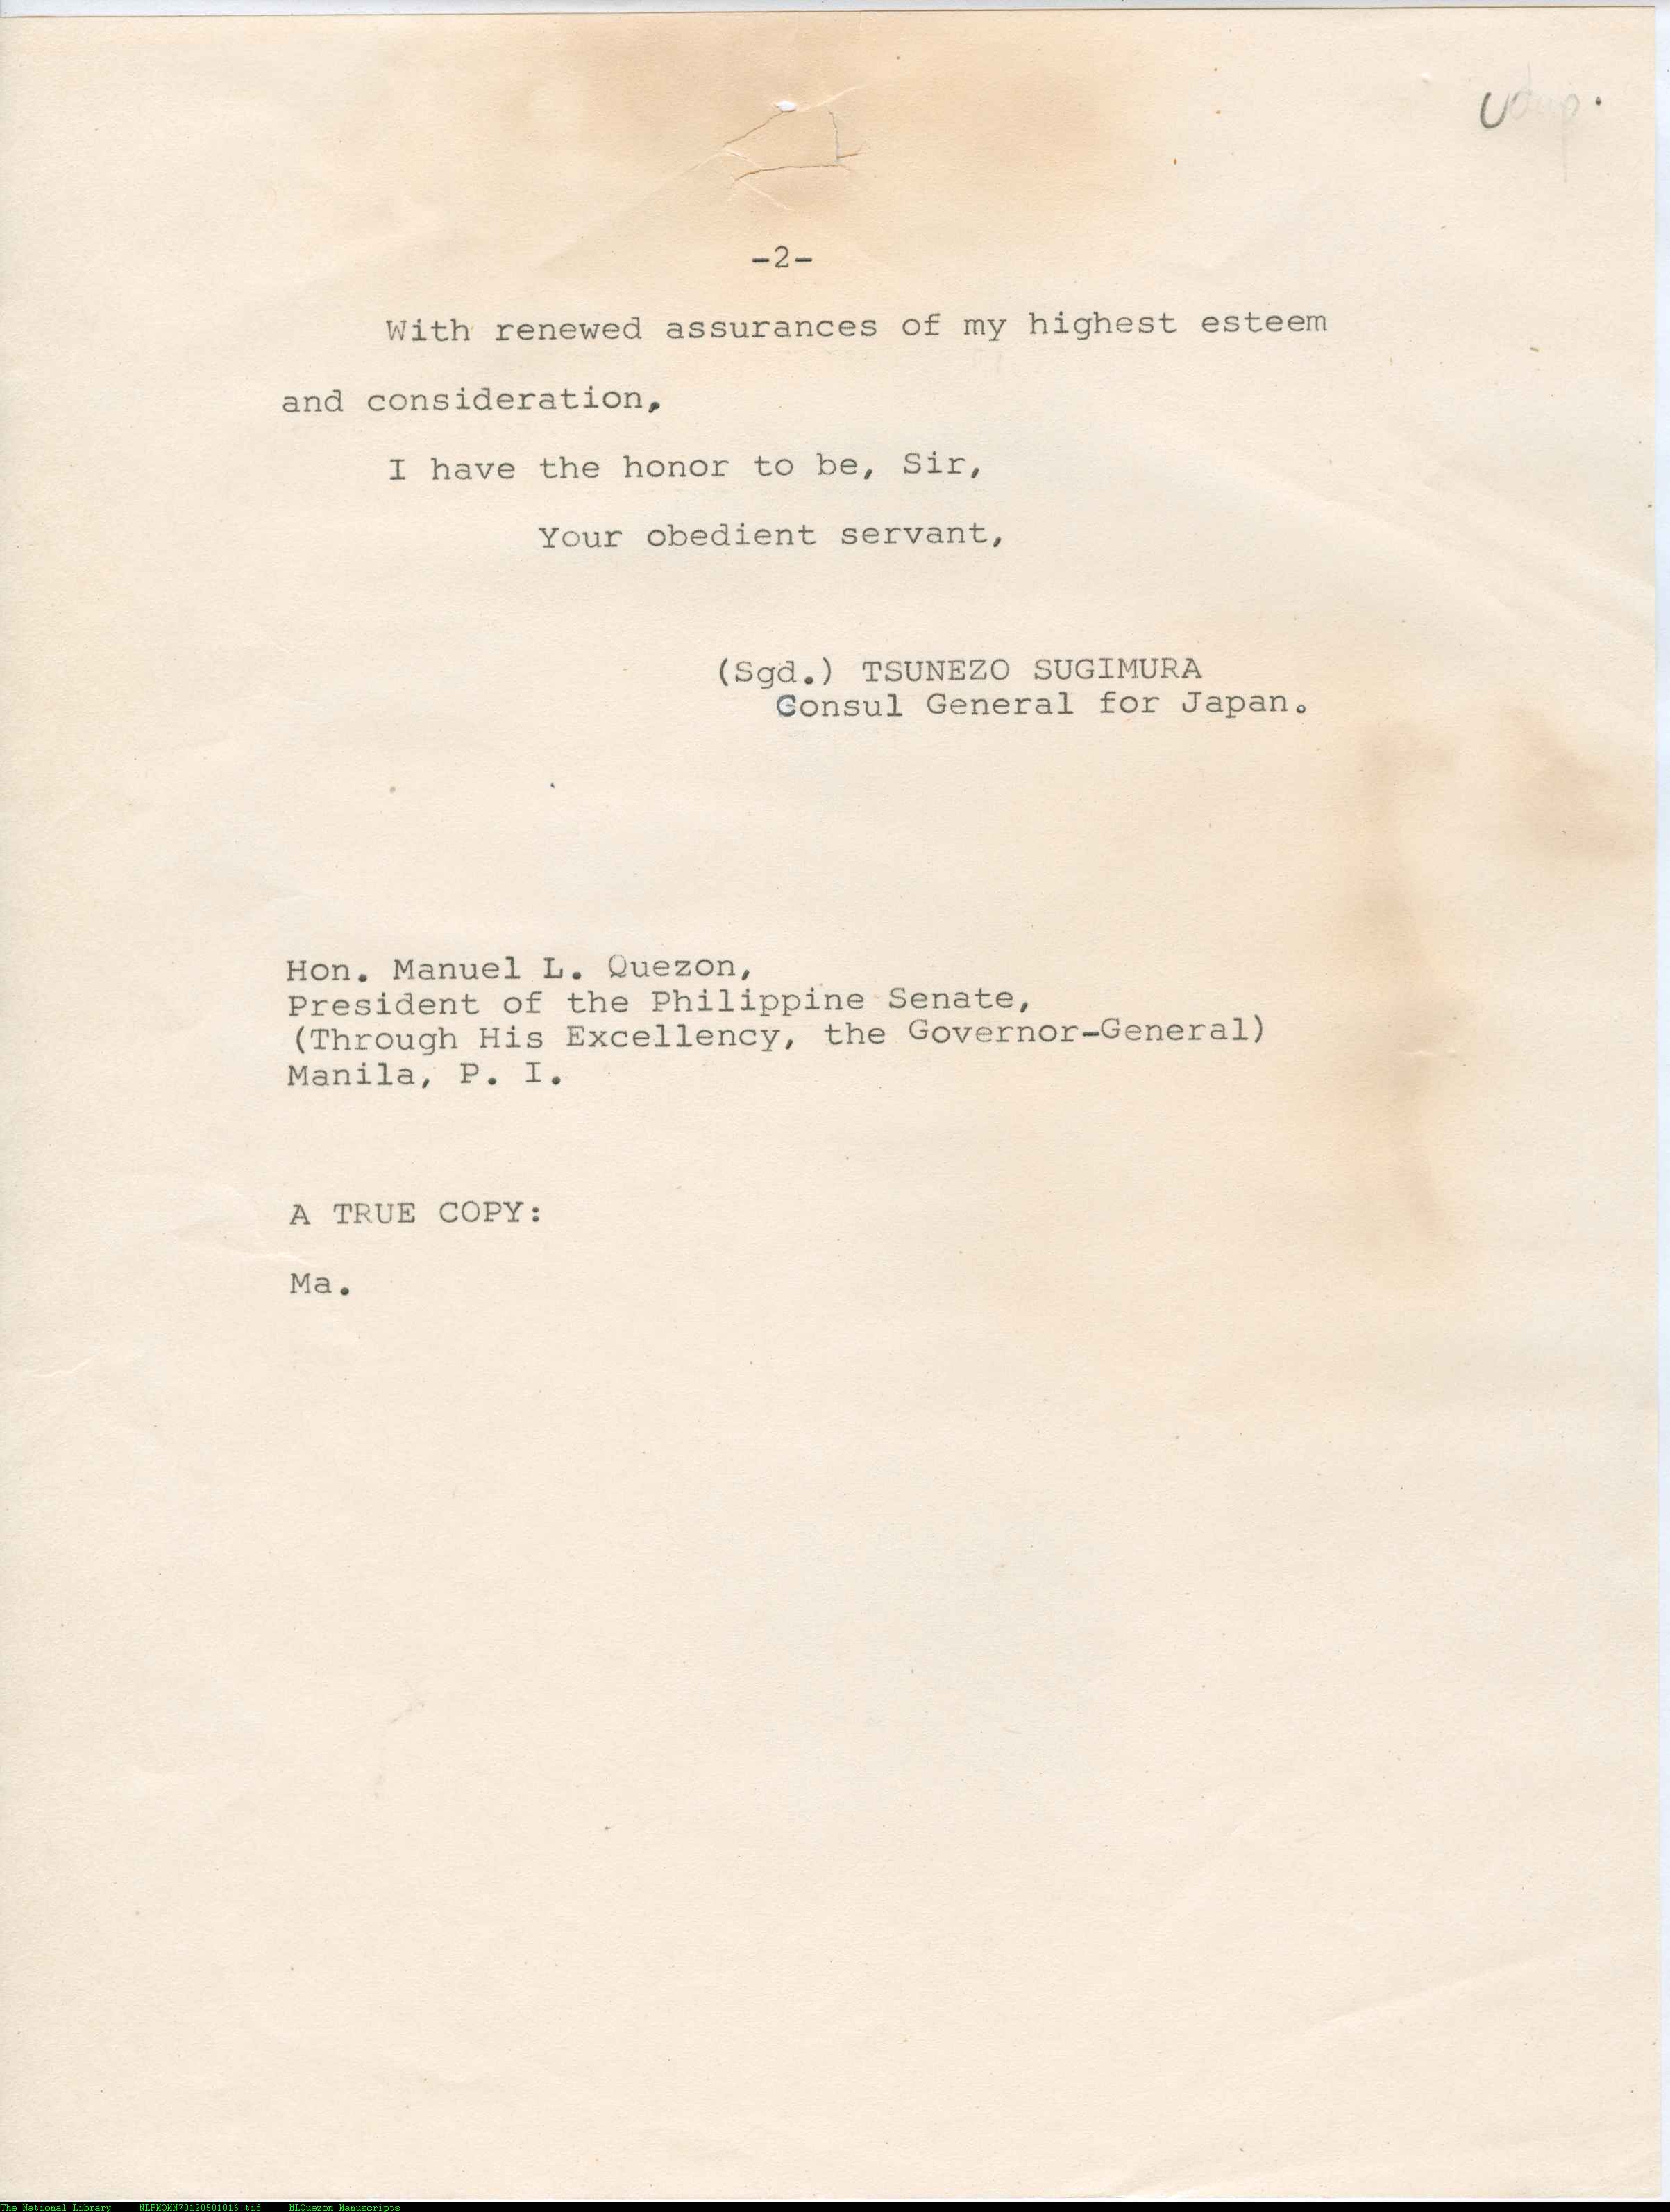 -2-
With renewed assurances of my highest esteem
and consideration,
I have the honor to be, Sir,
Your obedient servant,
(Sgd.) TSUNEZO SUGIMURA
Consul General for Japan.
Hon. Manuel L. Quezon,
President of the Philippine Senate,
(Through His Excellency, the Governor-General)
Manila, P. I.
A TRUE COPY:
Ma.
The National Library NLPMQMN70120501016.tif MLQuezon Manuscripts